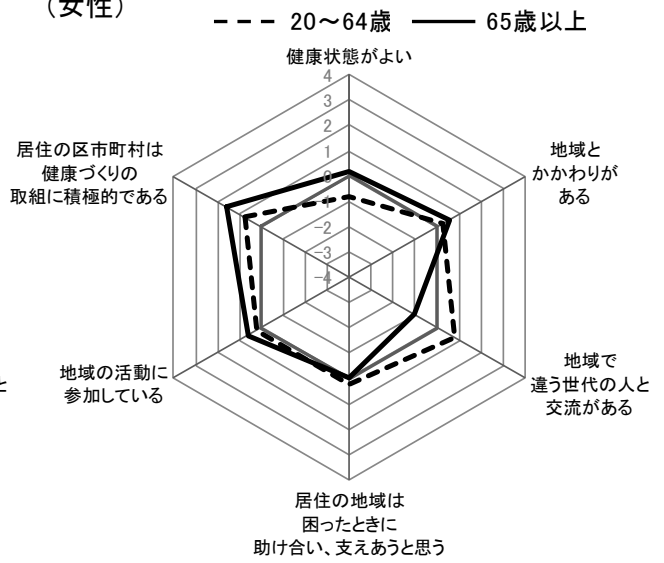 （女性）
20～64歳
65歳以上
健康状態がよい
4
3
2
1
0
-1
-2
-3
-4
地域と
かかわりが
ある
地域で
違う世代の人と
交流がある
居住の地域は
困ったときに
助け合い、支えあうと思う
地域の活動に
参加している
居住の区市町村は
健康づくりの
取組に積極的である
と